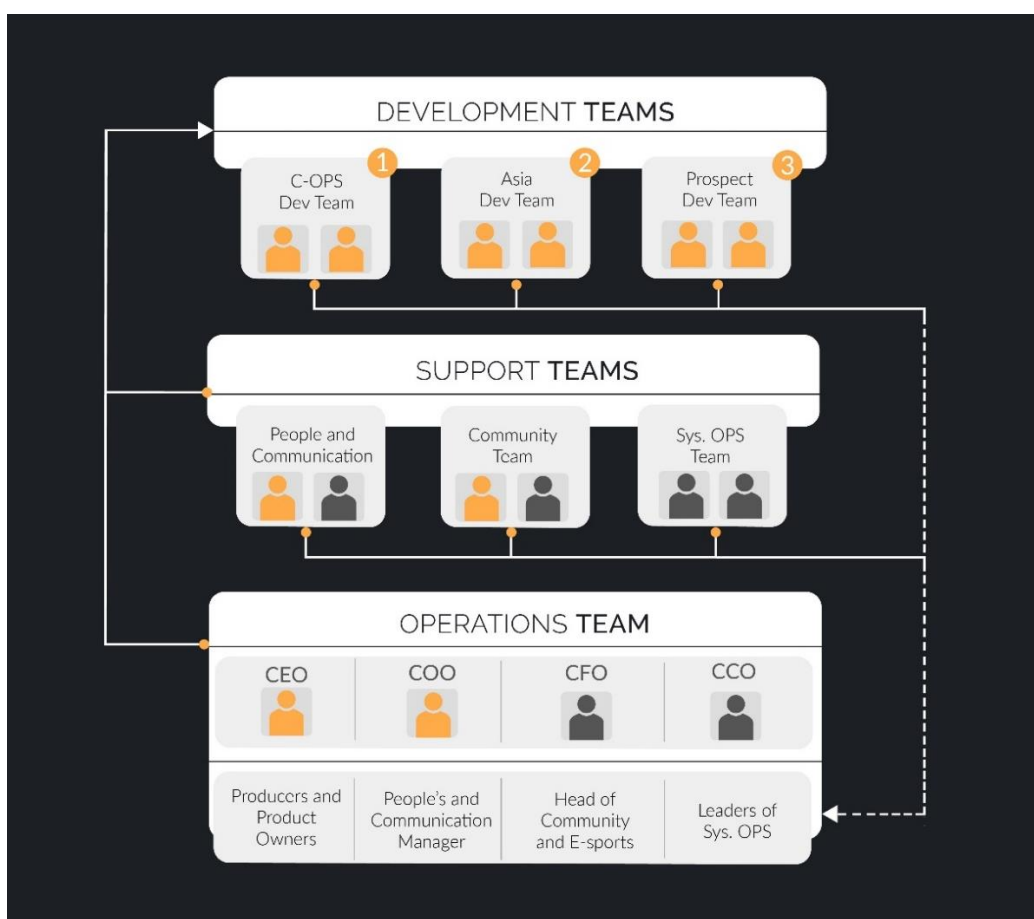 DEVELOPMENT TEAMS
1
C-OPS
Dev Team
2
Asia
Dev Team
3
Prospect
Dev Team
SUPPORT TEAMS
People and
Communication
Community
Team
Sys. OPS
Team
OPERATIONS TEAM
CEO
COO
CFO
CCO
Producers and
Product
Owners
People's and
Communication
Manager
Head of
Community
and E-sports
Leaders of
Sys. OPS